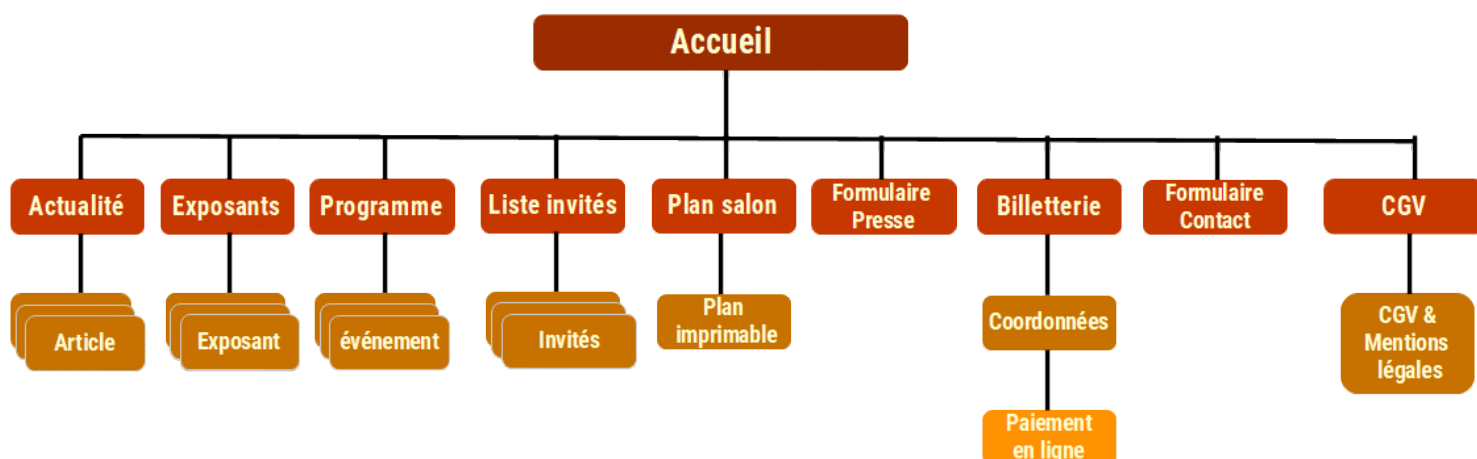 Accueil
Actualité
Exposants
Programme
Liste invités
Plan salon
Formulaire
Presse
Billetterie
Formulaire
Contact
CGV
Article
Exposant
événement
Invités
Plan
imprimable
Coordonnées
CGV &
Mentions
légales
Paiement
en ligne